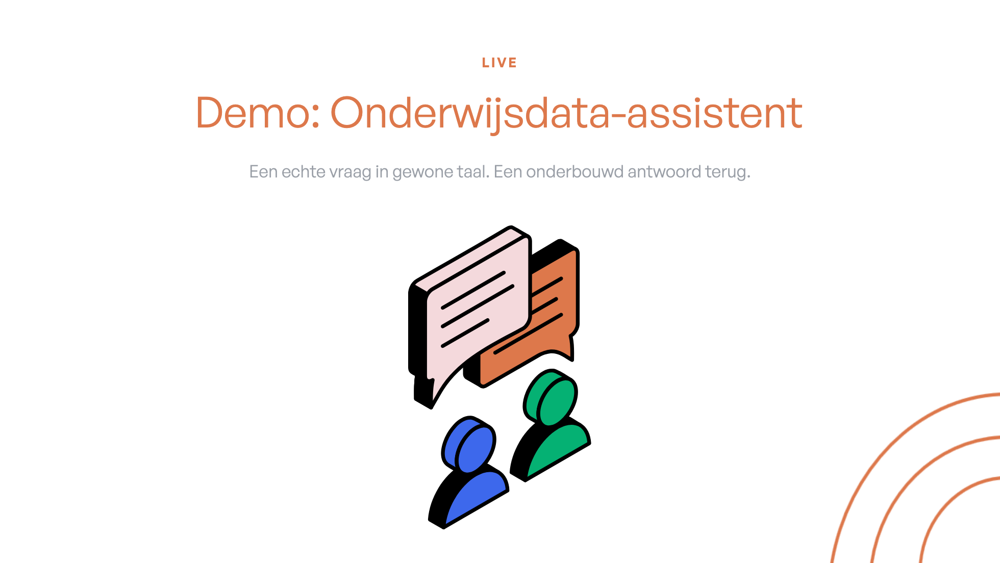 LIVE
Demo: Onderwijsdata-assistent
Een echte vraag in gewone taal. Een onderbouwd antwoord terug.